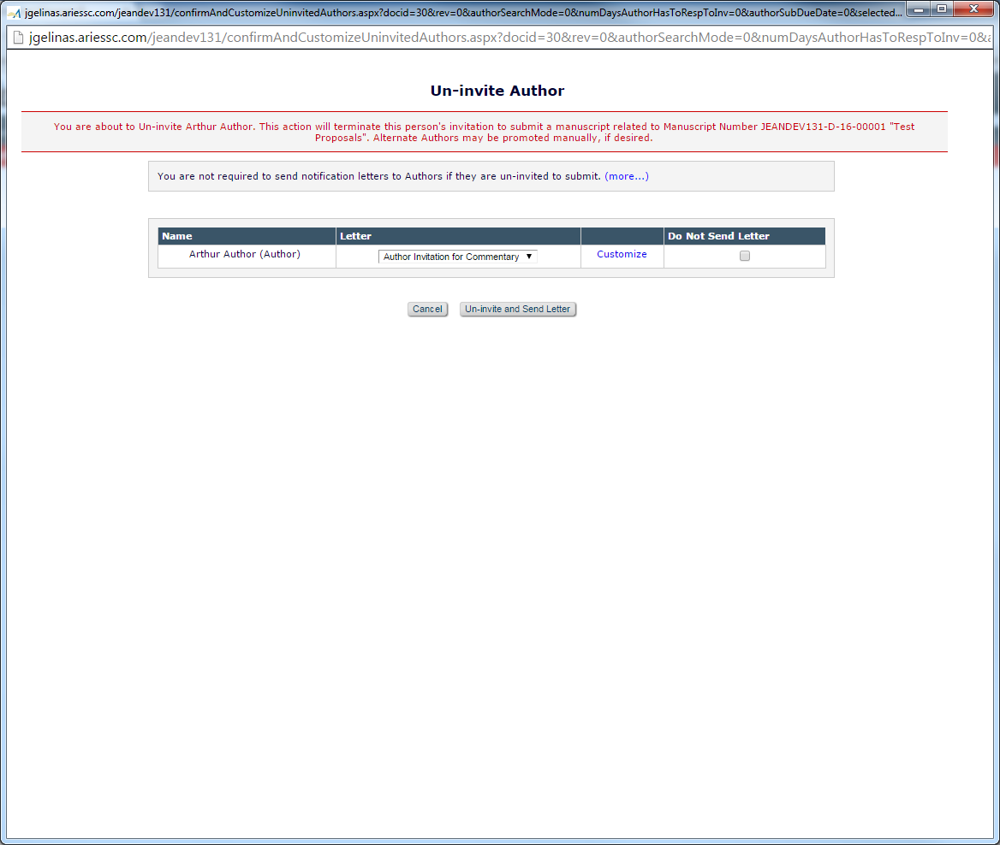 jgelinas.ariessc.com/jeandev131/confirmAndCustomizeUninvitedAuthors.aspx?docid=30&rev=0&authorSearchMode=0&numDaysAuthorHasToRespToInv=0&authorSubDueDate=0&selected...
jgelinas.ariessc.com/jeandev131/confirmAndCustomizeUninvitedAuthors.aspx?docid=30&rev=0&authorSearchMode=0&numDaysAuthorHasToRespToInv=0&
Un-invite Author
You are about to Un-invite Arthur Author. This action will terminate this person's invitation to submit a manuscript related to Manuscript Number JEANDEV131-D-16-00001 "Test
Proposals". Alternate Authors may be promoted manually, if desired.
You are not required to send notification letters to Authors if they are un-invited to submit. (more...)
Name Letter Do Not Send Letter
Arthur Author (Author) Author Invitation for Commentary Customize
Cancel Un-invite and Send Letter